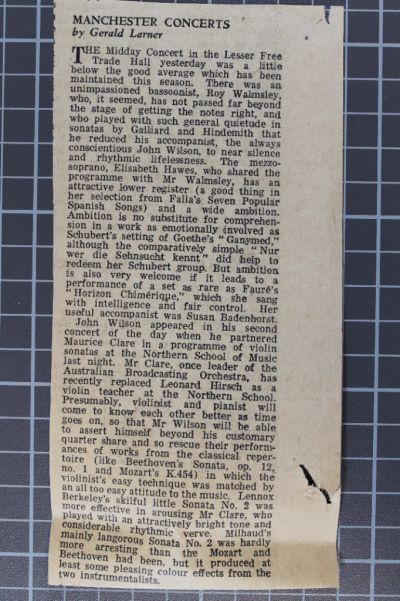 MANCHESTER CONCERTS
by Gerald Larner
THE Midday Concert in the Lesser Free
Trade Hall yesterday was a little
below the good average which has been
maintained this season. There was an
unimpassioned bassoonist, Roy Walmsley,
who, it seemed, has not passed far beyond
the stage of getting the notes right, and
who played with such general quietude in
sonatas by Galliard and Hindemith that
he reduced his accompanist, the always
conscientious John Wilson, to near silence
and rhythmic lifelessness. The mezzo-
soprano, Elisabeth Hawes, who shared the
programme with Mr Walmsley, has an
attractive lower register (a good thing in
her selection from Falla's Seven Popular
Spanish Songs) and a wide ambition.
Ambition is no substitute for comprehen-
sion in a work as emotionally involved as
Schubert's setting of Goethe's "Ganymed,"
although the comparatively simple "Nur
wer die Sehnsucht kennt" did help to
redeem her Schubert group. But ambition
is also very welcome if it leads to a
performance of a set as rare as Fauré's
"Horizon Chimérique," which she sang
with intelligence and fair control. Her
useful accompanist was Susan Badenhorst.
John Wilson appeared in his second
concert of the day when he partnered
Maurice Clare in a programme of violin
sonatas at the Northern School of Music
last night. Mr Clare, once leader of the
Australian Broadcasting Orchestra, has
recently replaced Leonard Hirsch as a
violin teacher at the Northern School.
Presumably, violinist and pianist will
come to know each other better as time
goes on, so that Mr Wilson will be able
to assert himself beyond his customary
quarter share and so rescue their perform-
ances of works from the classical reper-
toire (like Beethoven's Sonata, op. 12,
no. 1 and Mozart's K.454) in which the
violinist's easy technique was matched by
an all too easy attitude to the music. Lennox
Berkeley's skilful little Sonata No. 2 was
more effective in arousing Mr Clare, who
played with an attractively bright tone and
considerable rhythmic verve. Milhaud's
mainly langorous Sonata No. 2 was hardly
more arresting than the Mozart and
Beethoven had been, but it produced at
least some pleasing colour effects from the
two instrumentalists.